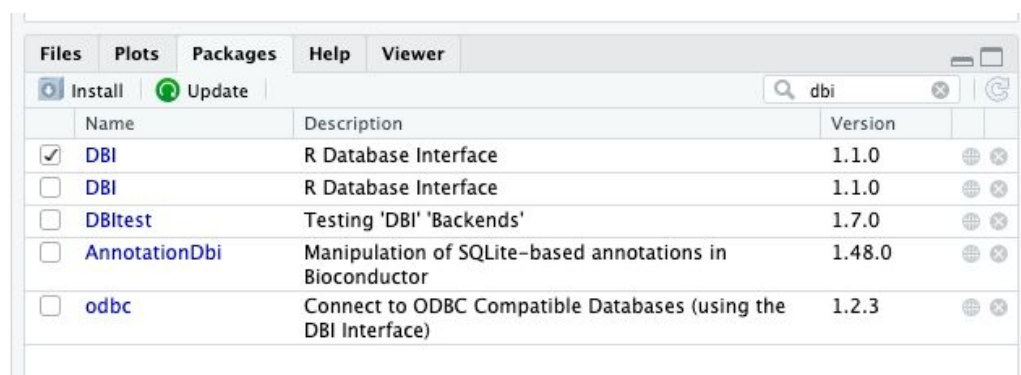 Files Plots Packages Help Viewer
Install Update dbi
Name Description Version
DBI R Database Interface 1.1.0
DBI R Database Interface 1.1.0
DBItest Testing 'DBI' 'Backends' 1.7.0
AnnotationDbi Manipulation of SQLite-based annotations in 1.48.0
Bioconductor
odbc Connect to ODBC Compatible Databases (using the 1.2.3
DBI Interface)